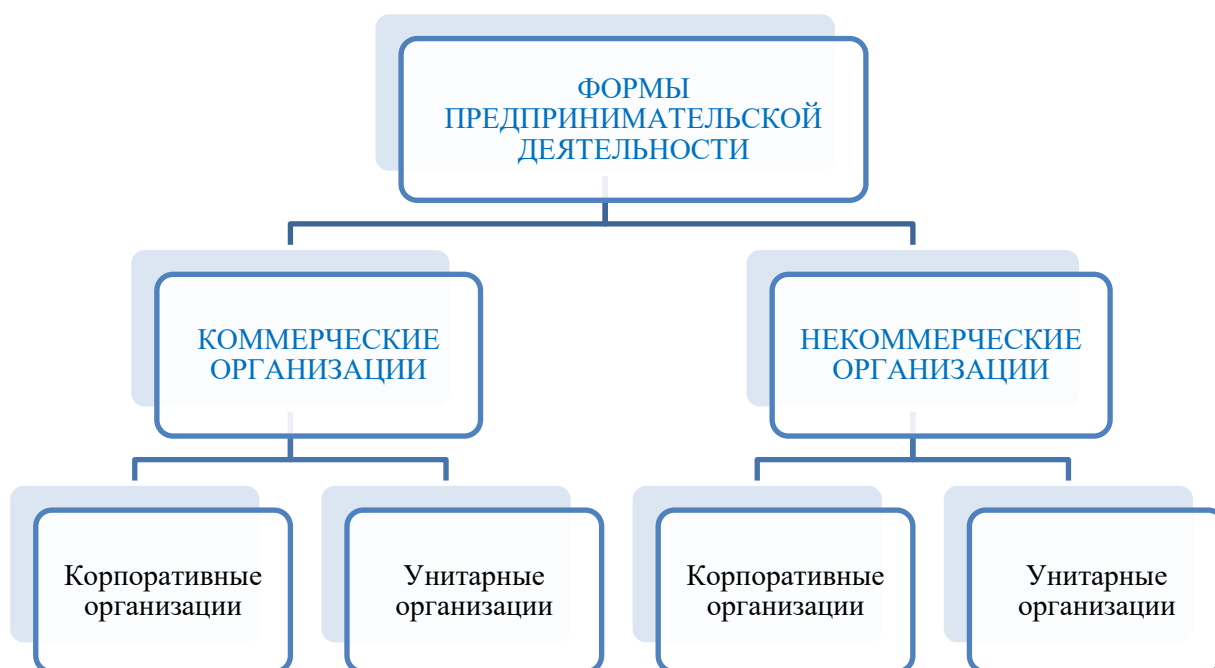 ФОРМЫ
ПРЕДПРИНИМАТЕЛЬСКОЙ
ДЕЯТЕЛЬНОСТИ
КОММЕРЧЕСКИЕ
ОРГАНИЗАЦИИ
НЕКОММЕРЧЕСКИЕ
ОРГАНИЗАЦИИ
Корпоративные
организации
Унитарные
организации
Корпоративные
организации
Унитарные
организации